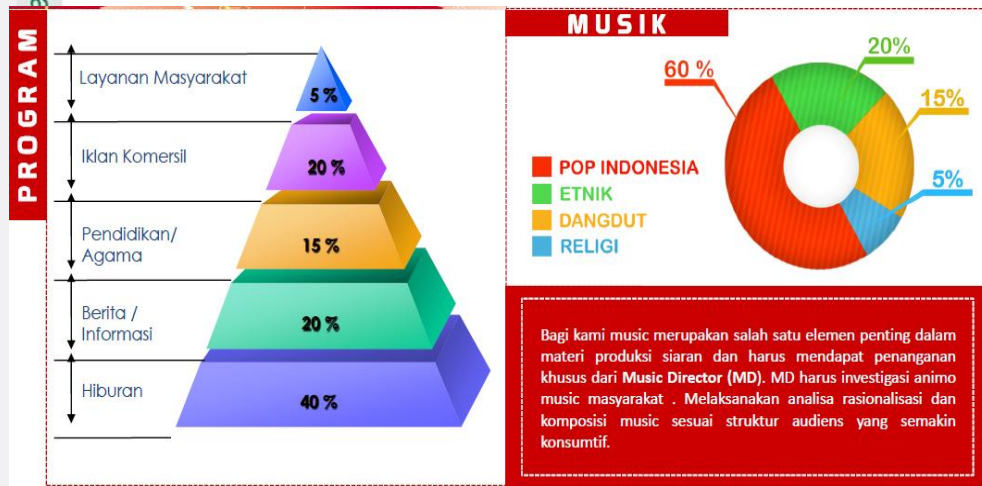 PROGRAM
Layanan Masyarakat
5 %
Iklan Komersil
20 %
Pendidikan/
Agama
15 %
Berita /
Informasi
20 %
Hiburan
40 %
MUSIK
20%
60 %
15%
5%
POP INDONESIA
ETNIK
DANGDUT
RELIGI
Bagi kami music merupakan salah satu elemen penting dalam
materi produksi siaran dan harus mendapat penanganan
khusus dari Music Director (MD). MD harus investigasi animo
music masyarakat . Melaksanakan analisa rasionalisasi dan
komposisi music sesuai struktur audiens yang semakin
konsumtif.